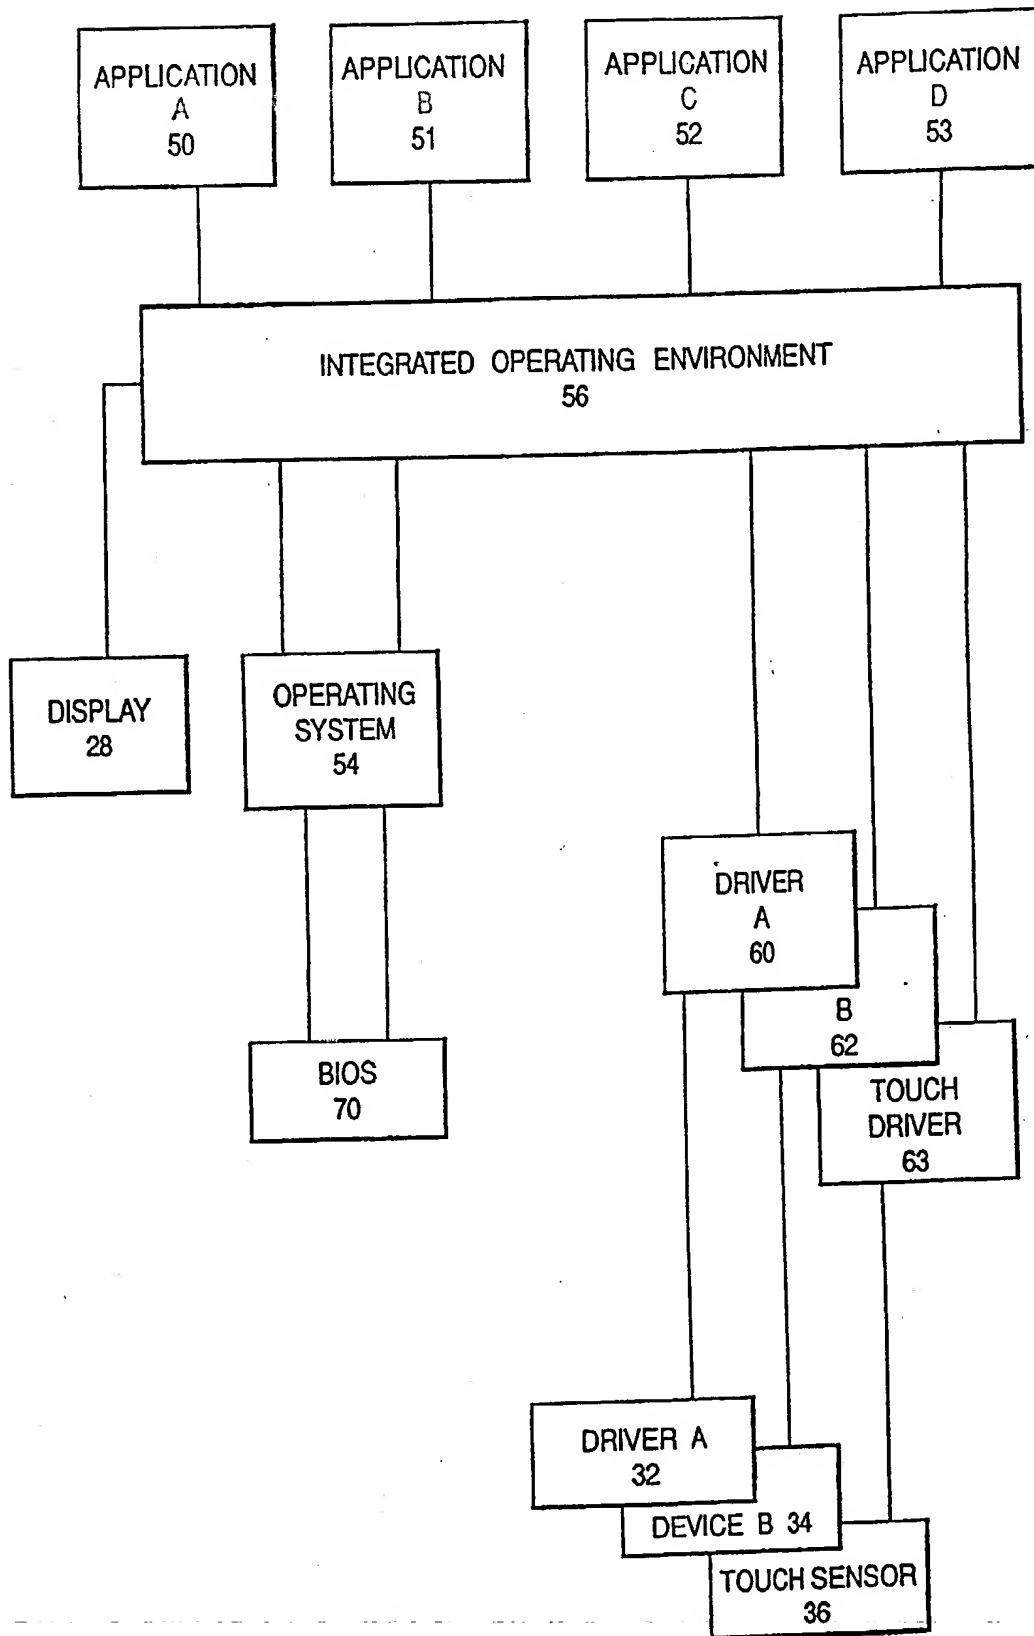 APPLICATION
A
50
APPLICATION
B
51
APPLICATION
C
52
APPLICATION
D
53
INTEGRATED OPERATING ENVIRONMENT
56
DISPLAY
28
OPERATING
SYSTEM
54
DRIVER
A
60
B
62
BIOS
70
TOUCH
DRIVER
63
DRIVER A
32
DEVICE B 34
TOUCH SENSOR
36